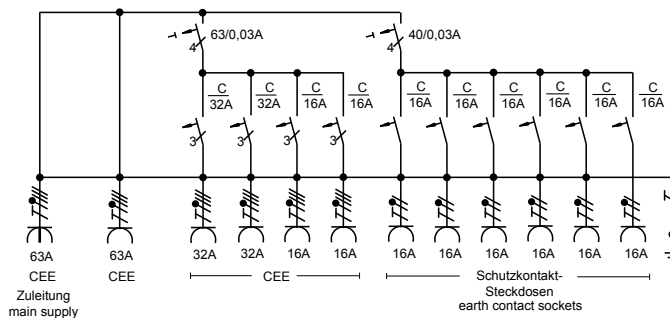 63/0,03A
40/0,03A
4
4
C
32A
C
32A
C
16A
C
16A
C
16A
C
16A
C
16A
C
16A
C
16A
C
16A
3
3
3
3
63A
63A
32A
32A
16A
16A
16A
16A
16A
16A
16A
16A
CEE
CEE
CEE
Schutzkontakt-
Steckdosen
earth contact sockets
Zuleitung
main supply